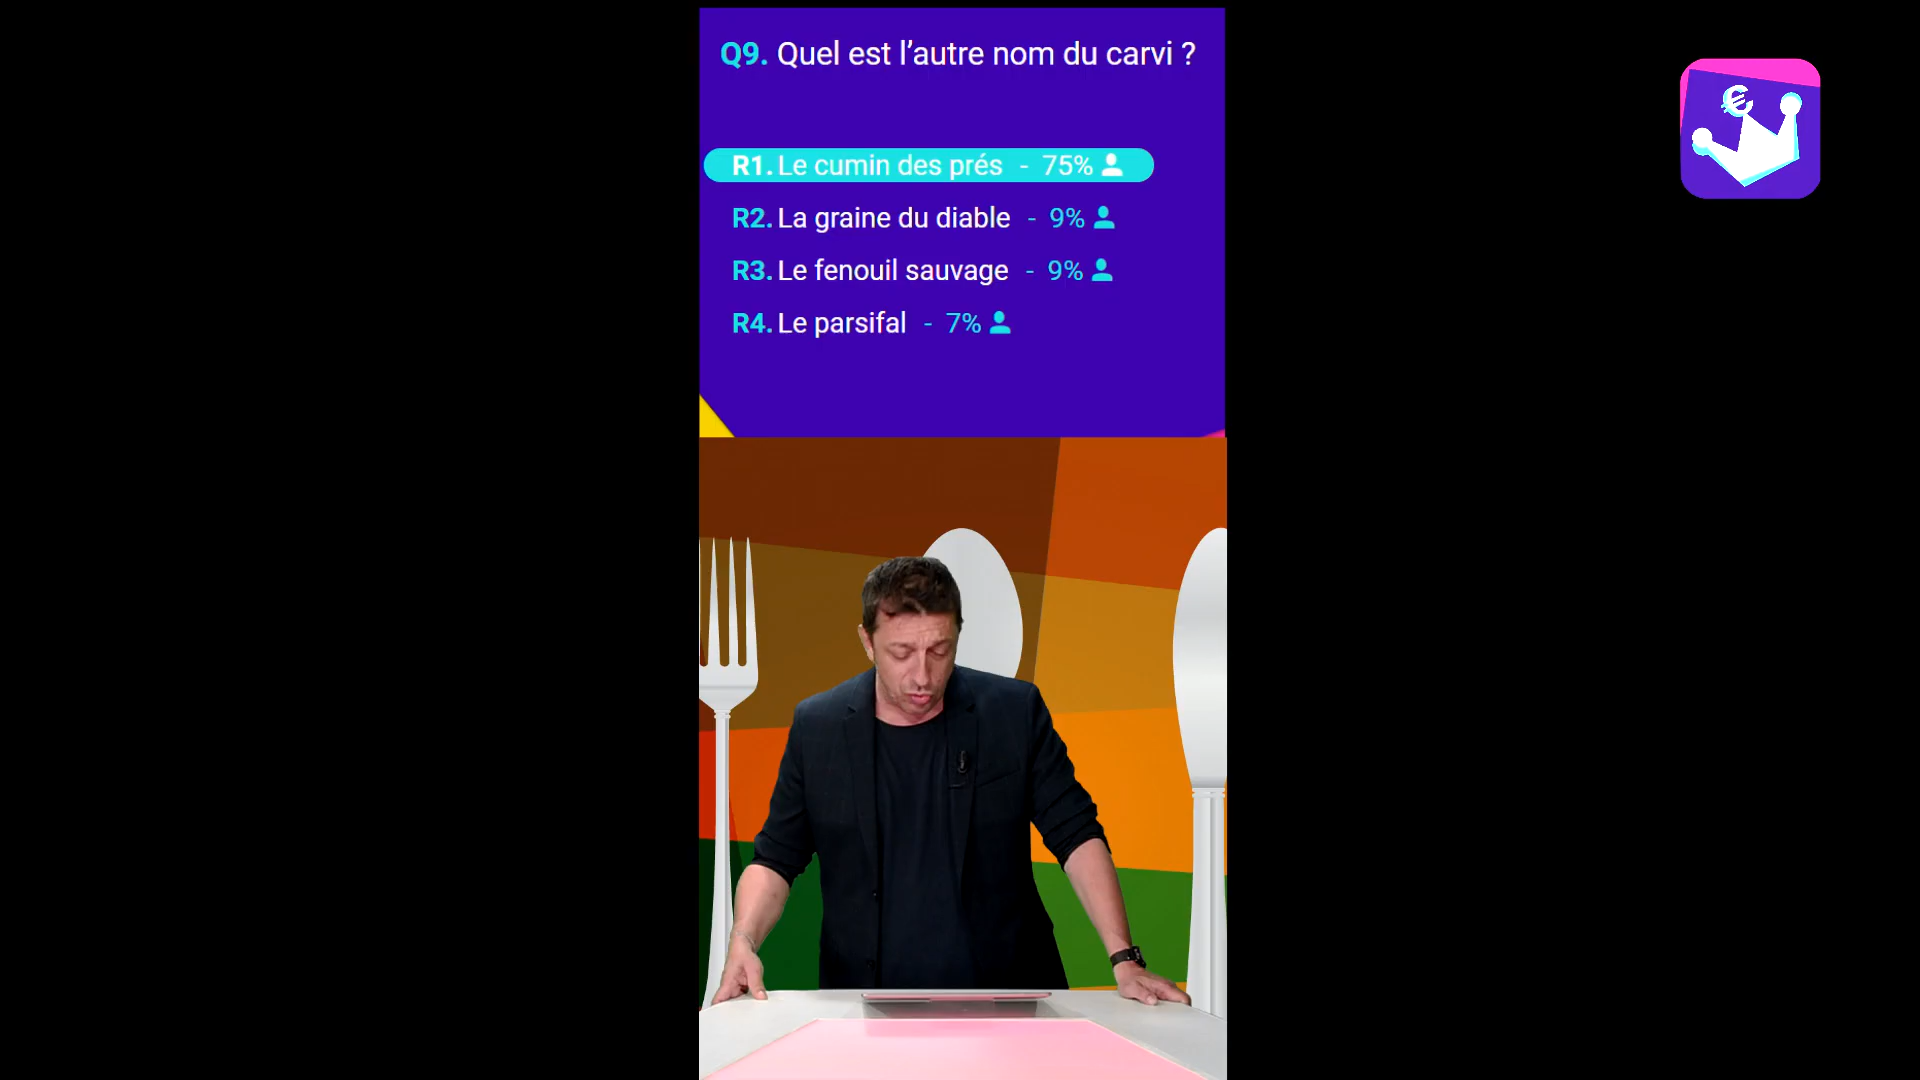 Q9. Quel est l’autre nom du carvi ?
R1. Le cumin des prés - 75%
R2. La graine du diable - 9%
R3. Le fenouil sauvage - 9%
R4. Le parsifal - 7%
€